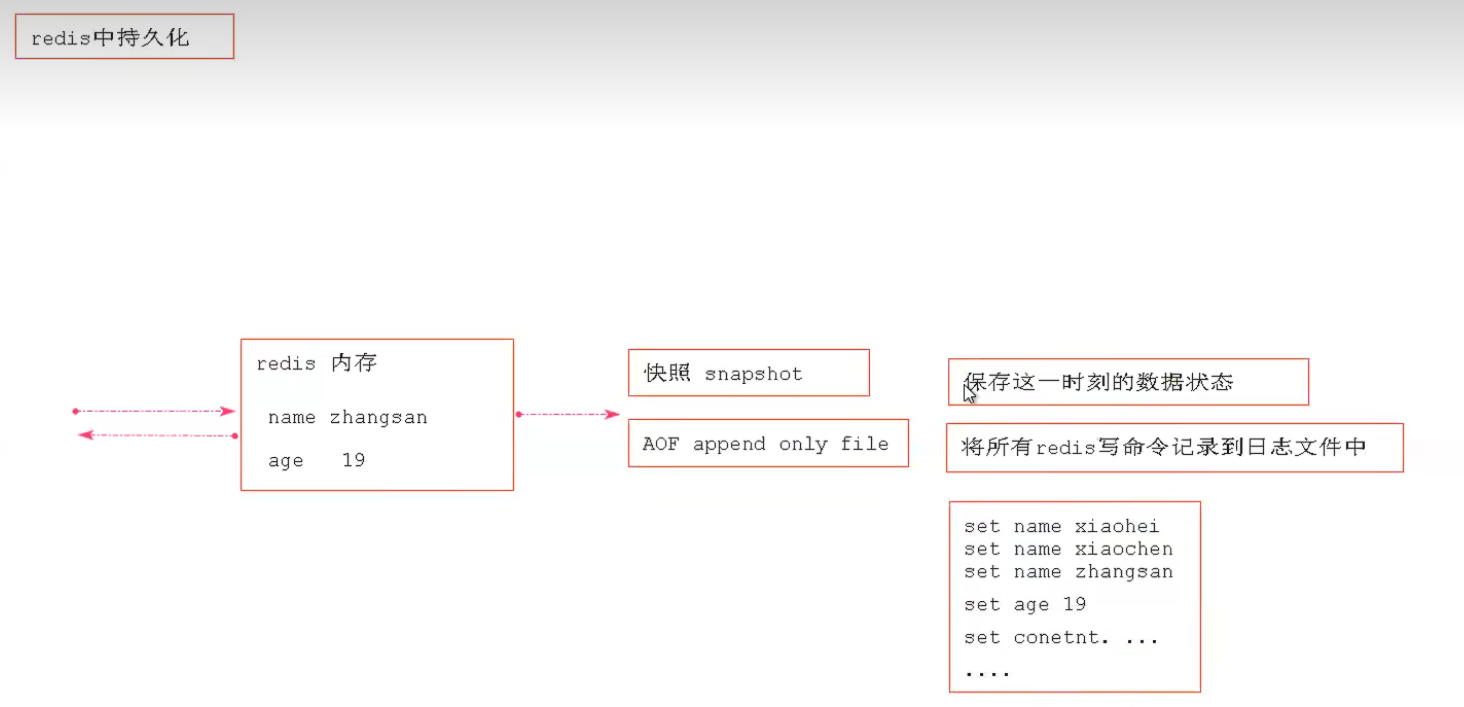 redis中持久化
redis 内存
name zhangsan
age 19
快照 snapshot
AOF append only file
保存这一时刻的数据状态
将所有redis写命令记录到日志文件中
set name xiaohei
set name xiaochen
set name zhangsan
set age 19
set conetnt. ...
....